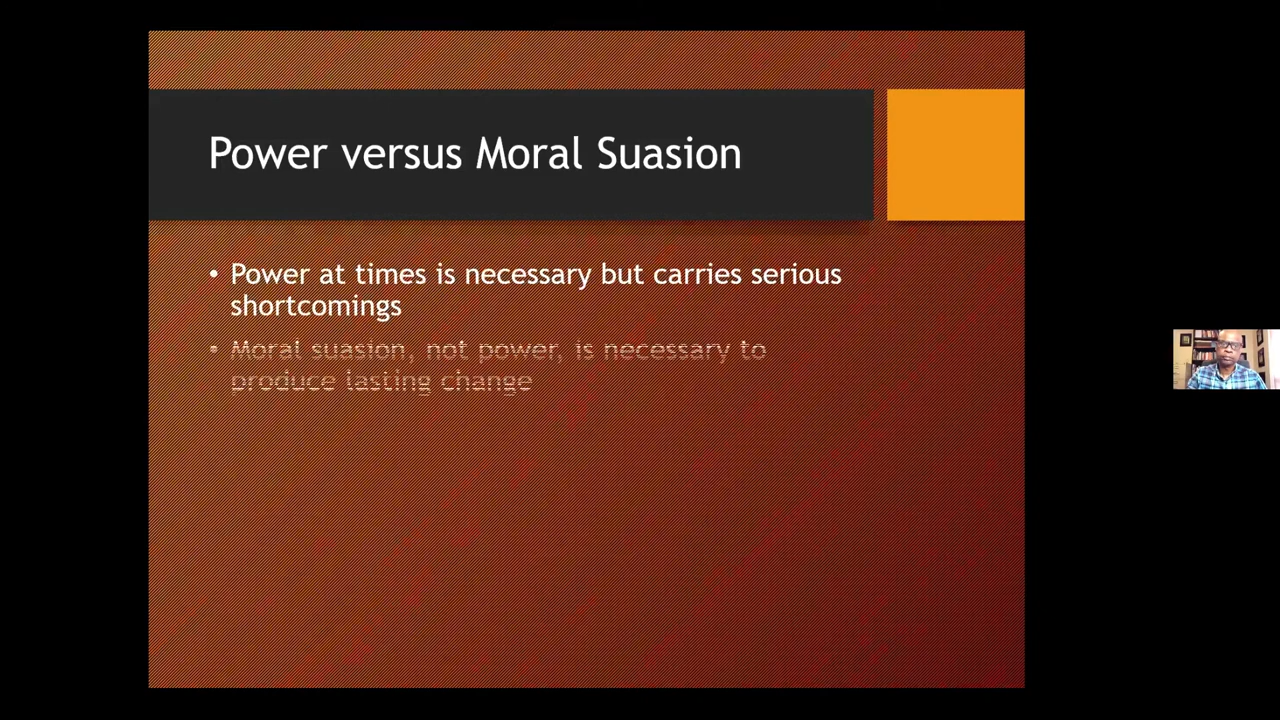 Power versus Moral Suasion
• Power at times is necessary but carries serious
shortcomings
• Moral suasion, not power, is necessary to
produce lasting change